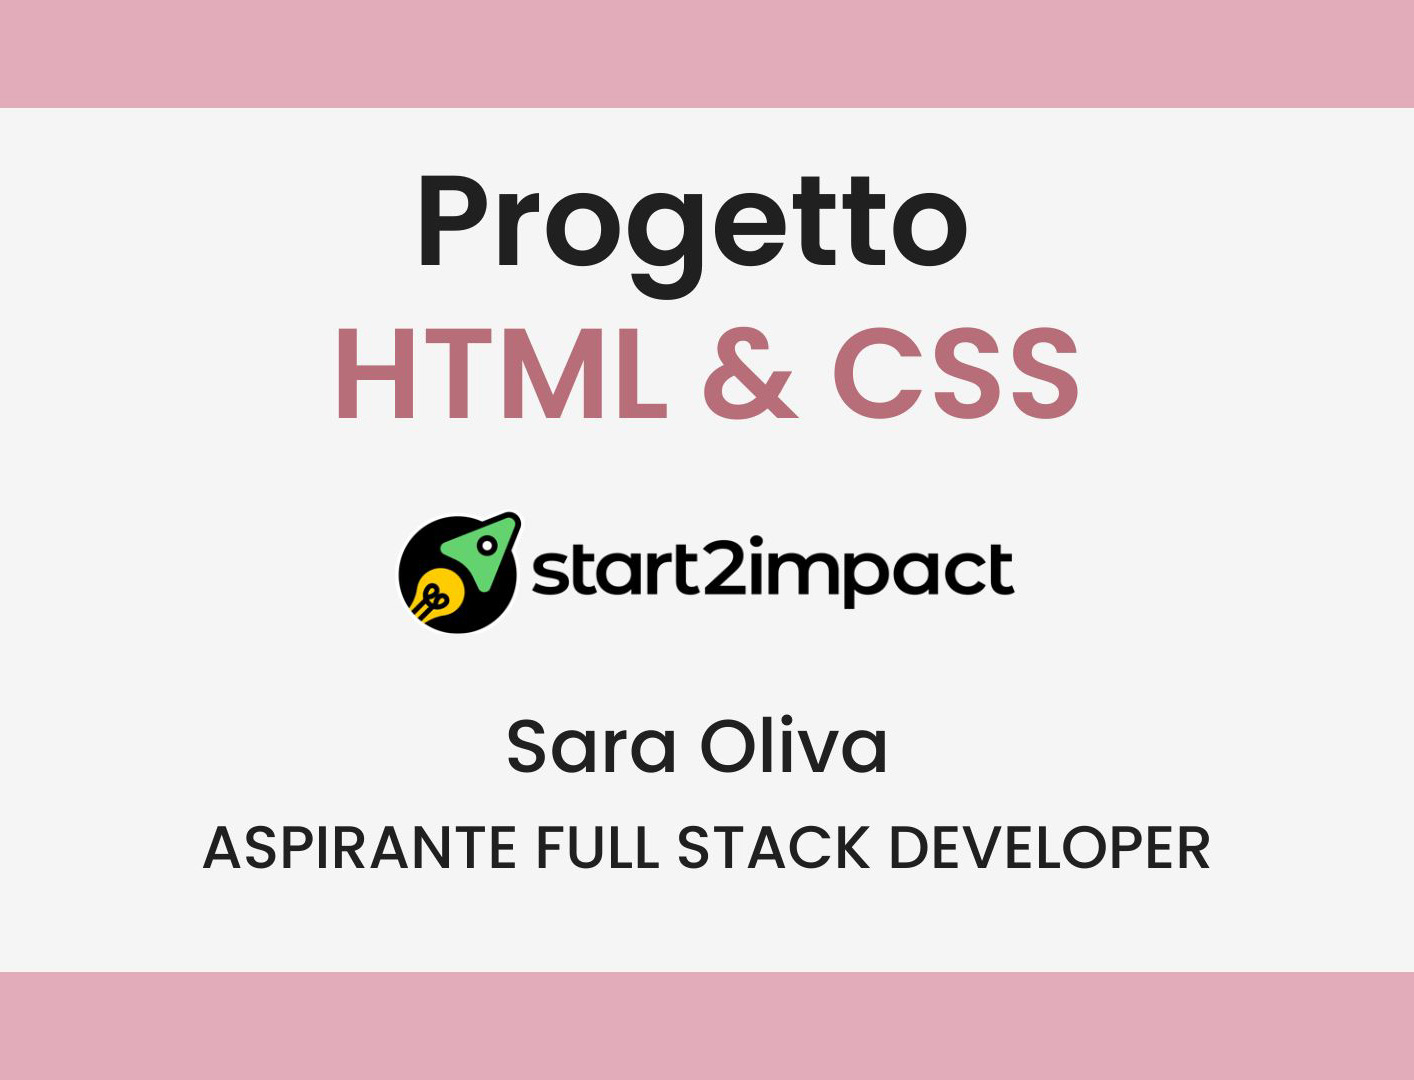 Progetto
HTML & CSS
start2impact
Sara Oliva
ASPIRANTE FULL STACK DEVELOPER